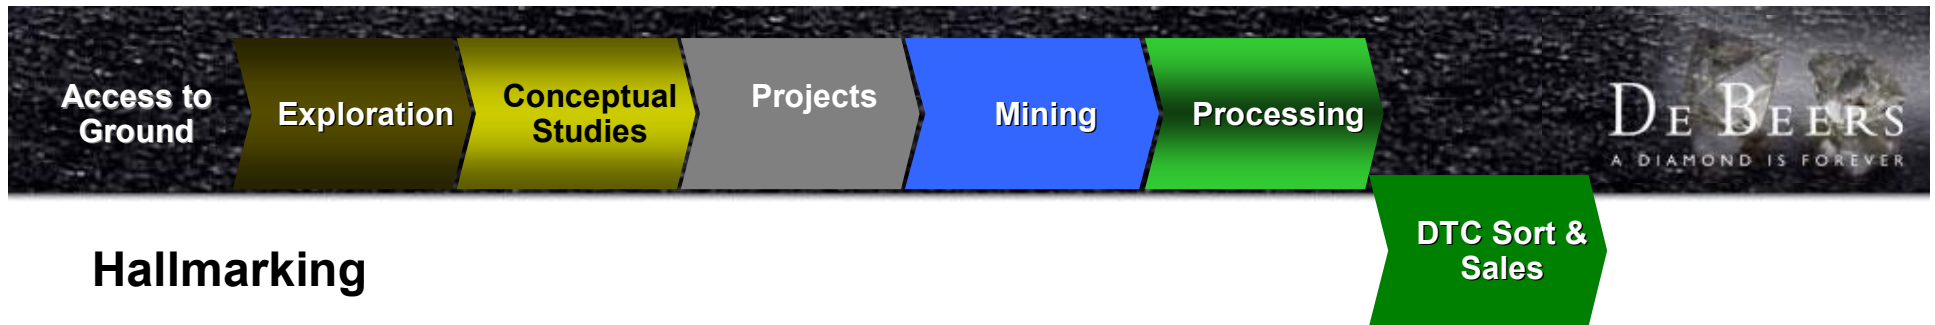 Access to
Ground
Exploration
Conceptual
Studies
Projects
Mining
Processing
DE BEERS
A DIAMOND IS FOREVER
DTC Sort &
Sales
Hallmarking